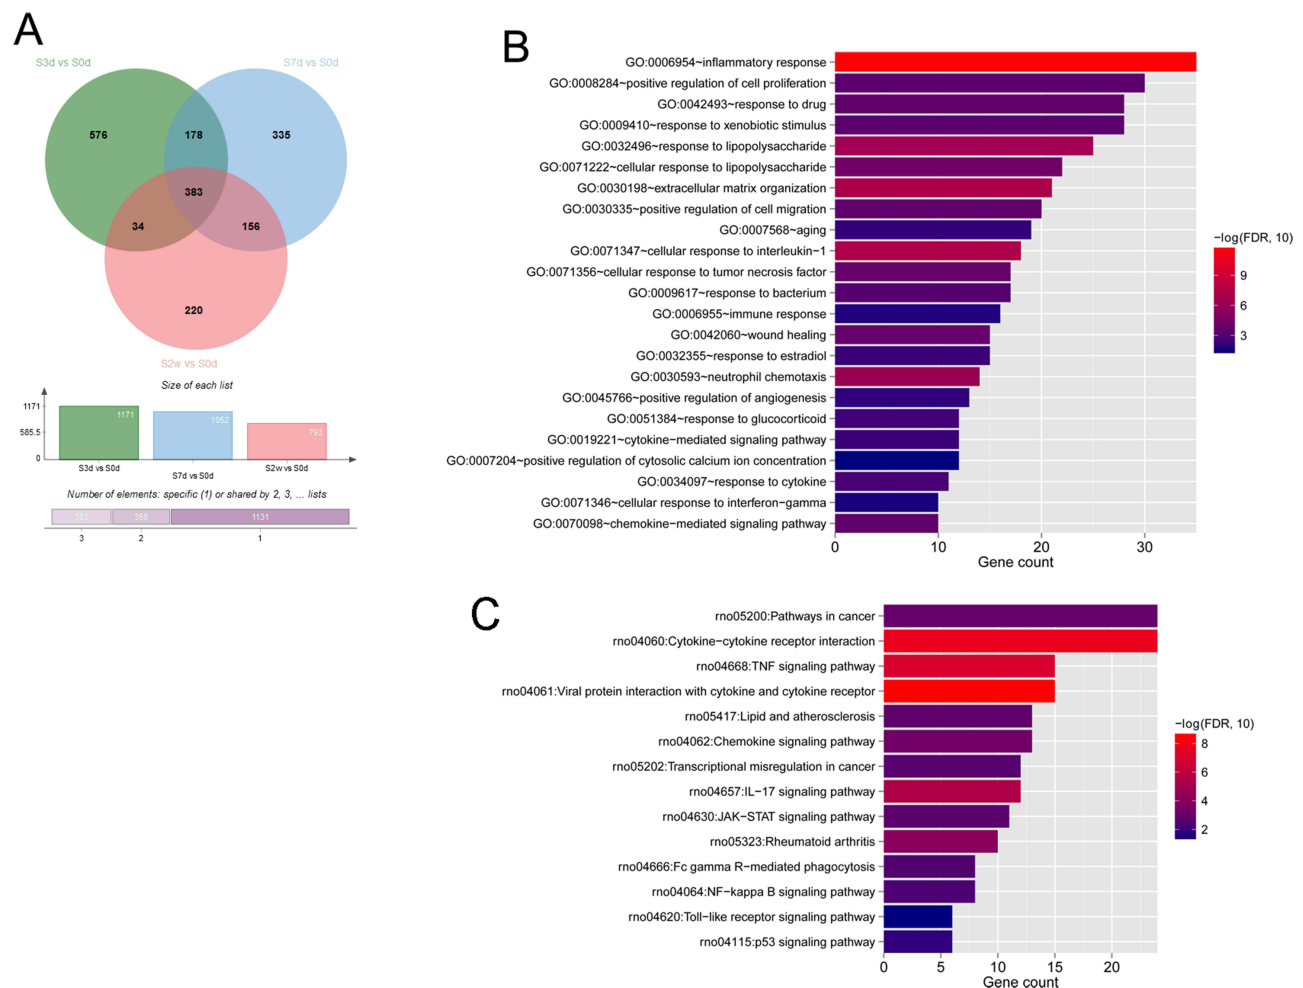 A
S3d vs S0d
S7d vs S0d
576
178
335
383
34
156
220
S2w vs S0d
Size of each list
1171
585.5
0
1171
1052
793
S3d vs S0d
S7d vs S0d
S2w vs S0d
Number of elements: specific (1) or shared by 2, 3, ... lists
383
368
1131
3
2
1
B
GO:0006954~inflammatory response
GO:0008284~positive regulation of cell proliferation
GO:0042493~response to drug
GO:0009410~response to xenobiotic stimulus
GO:0032496~response to lipopolysaccharide
GO:0071222~cellular response to lipopolysaccharide
GO:0030198~extracellular matrix organization
GO:0030335~positive regulation of cell migration
GO:0007568~aging
GO:0071347~cellular response to interleukin−1
GO:0071356~cellular response to tumor necrosis factor
GO:0009617~response to bacterium
GO:0006955~immune response
GO:0042060~wound healing
GO:0032355~response to estradiol
GO:0030593~neutrophil chemotaxis
GO:0045766~positive regulation of angiogenesis
GO:0051384~response to glucocorticoid
GO:0019221~cytokine−mediated signaling pathway
GO:0007204~positive regulation of cytosolic calcium ion concentration
GO:0034097~response to cytokine
GO:0071346~cellular response to interferon−gamma
GO:0070098~chemokine−mediated signaling pathway
0 10 20 30
Gene count
−log(FDR, 10)
9
6
3
C
rno05200:Pathways in cancer
rno04060:Cytokine−cytokine receptor interaction
rno04668:TNF signaling pathway
rno04061:Viral protein interaction with cytokine and cytokine receptor
rno05417:Lipid and atherosclerosis
rno04062:Chemokine signaling pathway
rno05202:Transcriptional misregulation in cancer
rno04657:IL−17 signaling pathway
rno04630:JAK−STAT signaling pathway
rno05323:Rheumatoid arthritis
rno04666:Fc gamma R−mediated phagocytosis
rno04064:NF−kappa B signaling pathway
rno04620:Toll−like receptor signaling pathway
rno04115:p53 signaling pathway
0 5 10 15 20
Gene count
−log(FDR, 10)
8
6
4
2